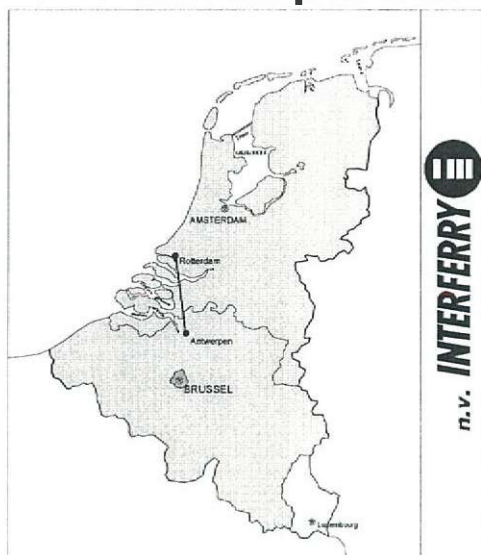 AMSTERDAM
Rotterdam
Antwerpen
BRUSSEL
Luxembourg
n.v. INTERFERRY